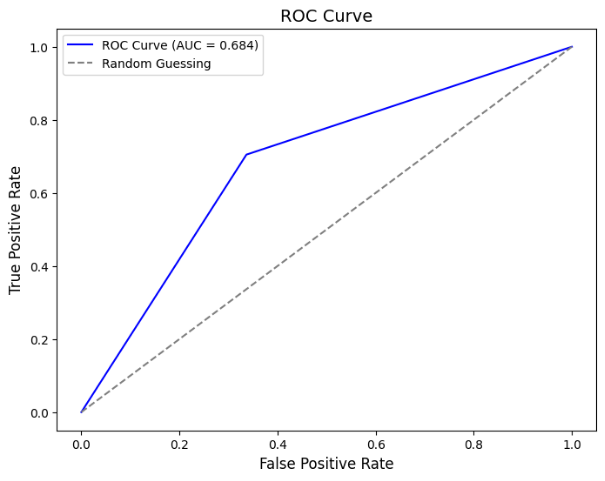 ROC Curve
ROC Curve (AUC = 0.684)
Random Guessing
True Positive Rate
1.0
0.8
0.6
0.4
0.2
0.0
0.0 0.2 0.4 0.6 0.8 1.0
False Positive Rate